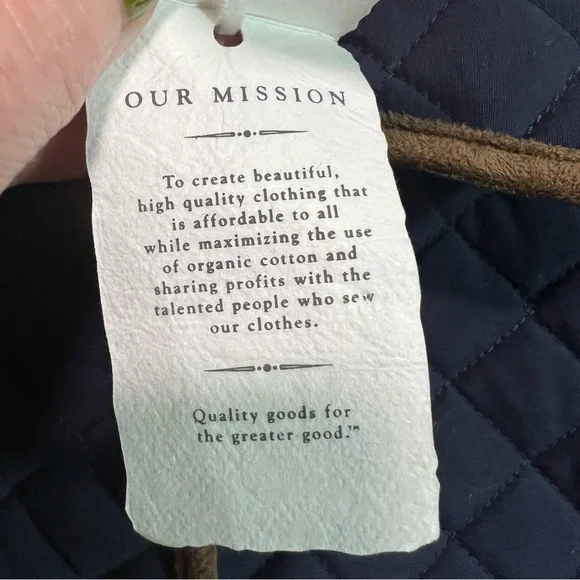 OUR MISSION
To create beautiful,
high quality clothing that
is affordable to all
while maximizing the use
of organic cotton and
sharing profits with the
talented people who sew
our clothes.
Quality goods for
the greater good.™